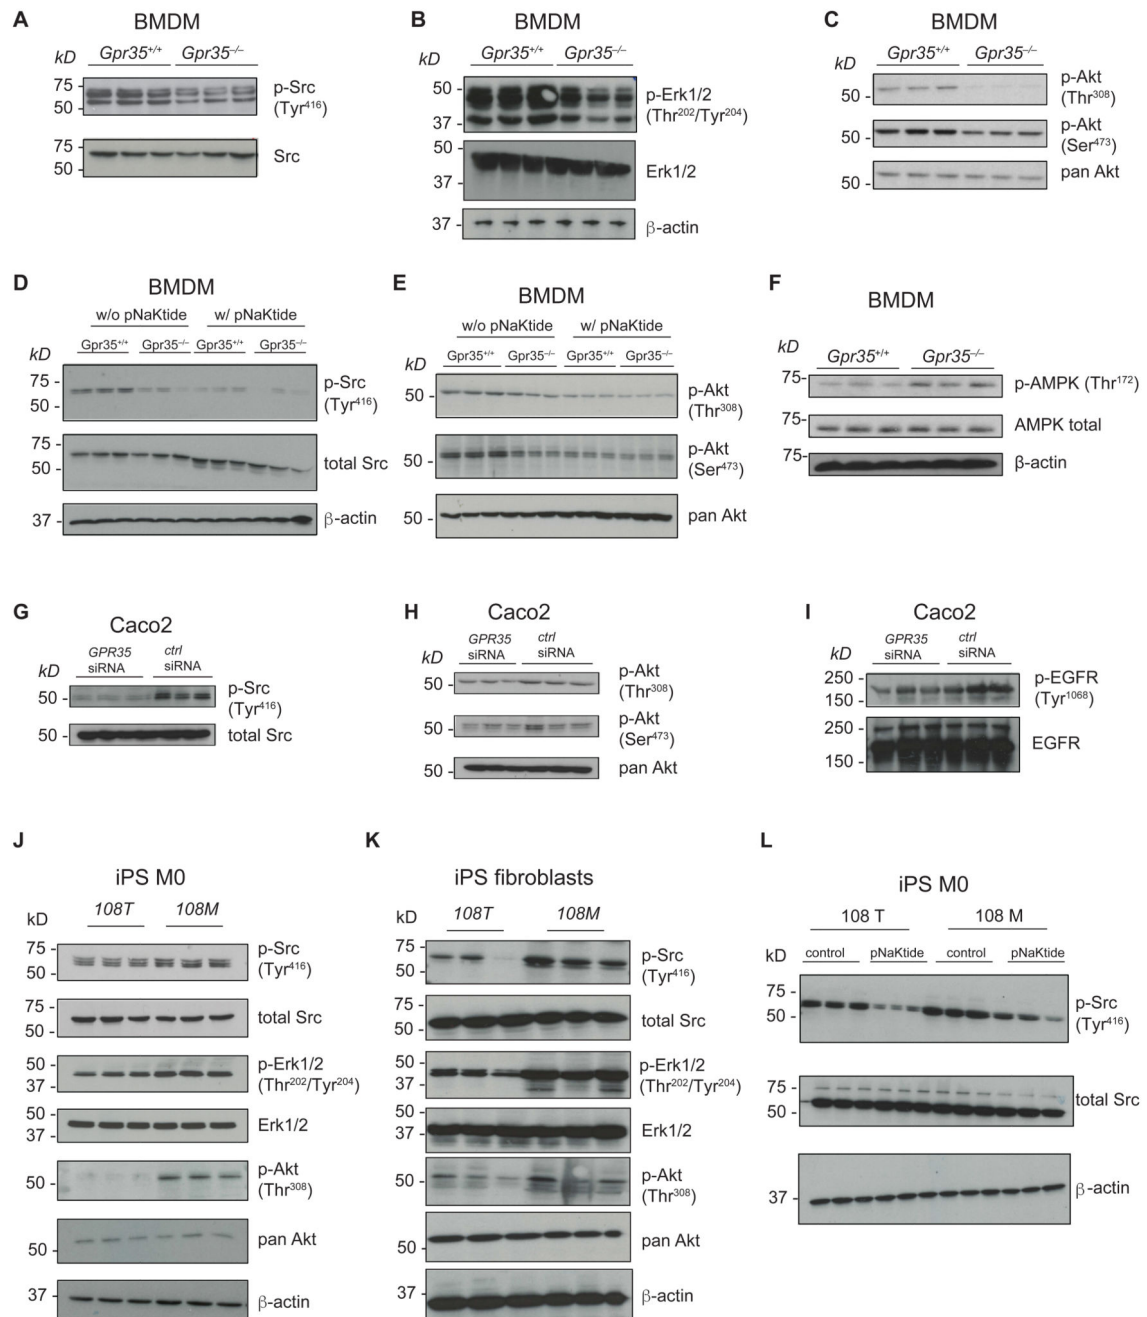 A
BMDM
Gpr35+/+ Gpr35−/−
kD
75
50
p-Src
(Tyr416)
75
50
Src
B
BMDM
Gpr35+/+ Gpr35−/−
kD
50
37
p-Erk1/2
(Thr202/Tyr204)
50
37
Erk1/2
37
β-actin
C
BMDM
Gpr35+/+ Gpr35−/−
kD
50
p-Akt
(Thr308)
50
p-Akt
(Ser473)
50
pan Akt
D
BMDM
w/o pNaKtide w/ pNaKtide
Gpr35+/+ Gpr35−/− Gpr35+/+ Gpr35−/−
kD
75
50
p-Src
(Tyr416)
75
50
total Src
37
β-actin
E
BMDM
w/o pNaKtide w/ pNaKtide
Gpr35+/+ Gpr35−/− Gpr35+/+ Gpr35−/−
kD
50
p-Akt
(Thr308)
50
p-Akt
(Ser473)
50
pan Akt
F
BMDM
Gpr35+/+ Gpr35−/−
kD
75
p-AMPK (Thr172)
75
AMPK total
75
β-actin
G
Caco2
GPR35 siRNA
ctrl siRNA
kD
50
p-Src
(Tyr416)
50
total Src
H
Caco2
GPR35 siRNA
ctrl siRNA
kD
50
p-Akt
(Thr308)
50
p-Akt
(Ser473)
50
pan Akt
I
Caco2
GPR35 siRNA
ctrl siRNA
kD
250
150
p-EGFR
(Tyr1068)
250
150
EGFR
J
iPS M0
108T 108M
kD
75
50
p-Src
(Tyr416)
75
50
total Src
50
37
p-Erk1/2
(Thr202/Tyr204)
50
37
Erk1/2
50
p-Akt
(Thr308)
50
pan Akt
37
β-actin
K
iPS fibroblasts
108T 108M
kD
75
50
p-Src
(Tyr416)
75
50
total Src
50
37
p-Erk1/2
(Thr202/Tyr204)
50
37
Erk1/2
50
p-Akt
(Thr308)
50
pan Akt
37
β-actin
L
iPS M0
108 T 108 M
kD
control pNaKtide control pNaKtide
75
50
p-Src
(Tyr416)
75
50
total Src
37
β-actin